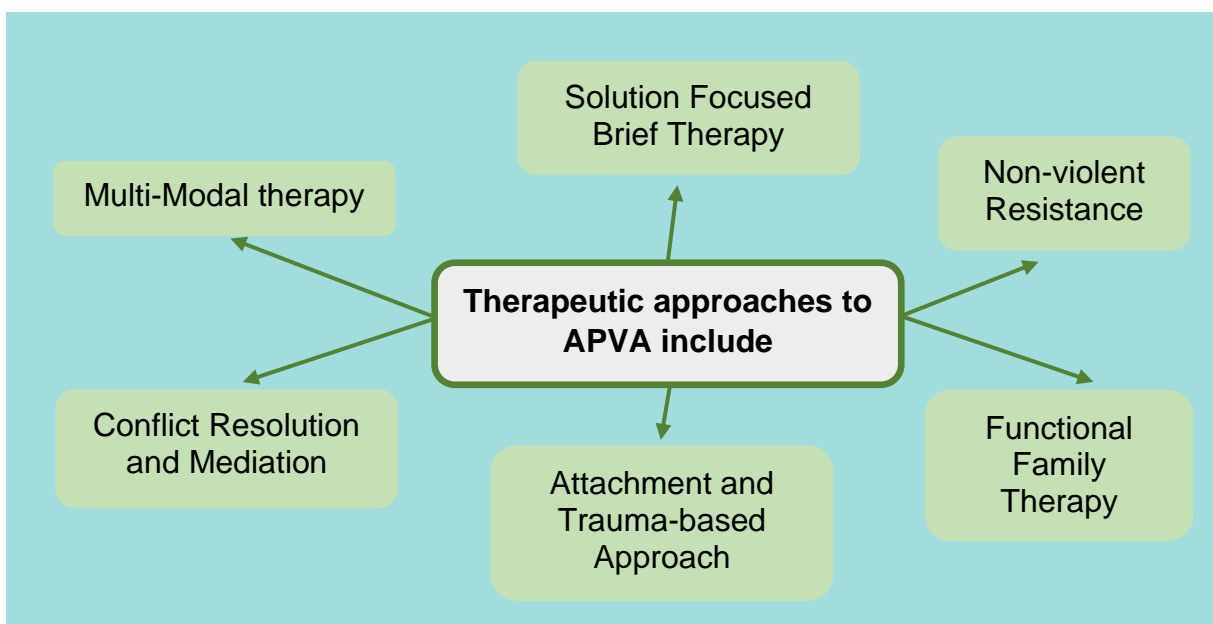 Solution Focused
Brief Therapy
Multi-Modal therapy
Non-violent
Resistance
Therapeutic approaches to
APVA include
Conflict Resolution
and Mediation
Attachment and
Trauma-based
Approach
Functional
Family
Therapy